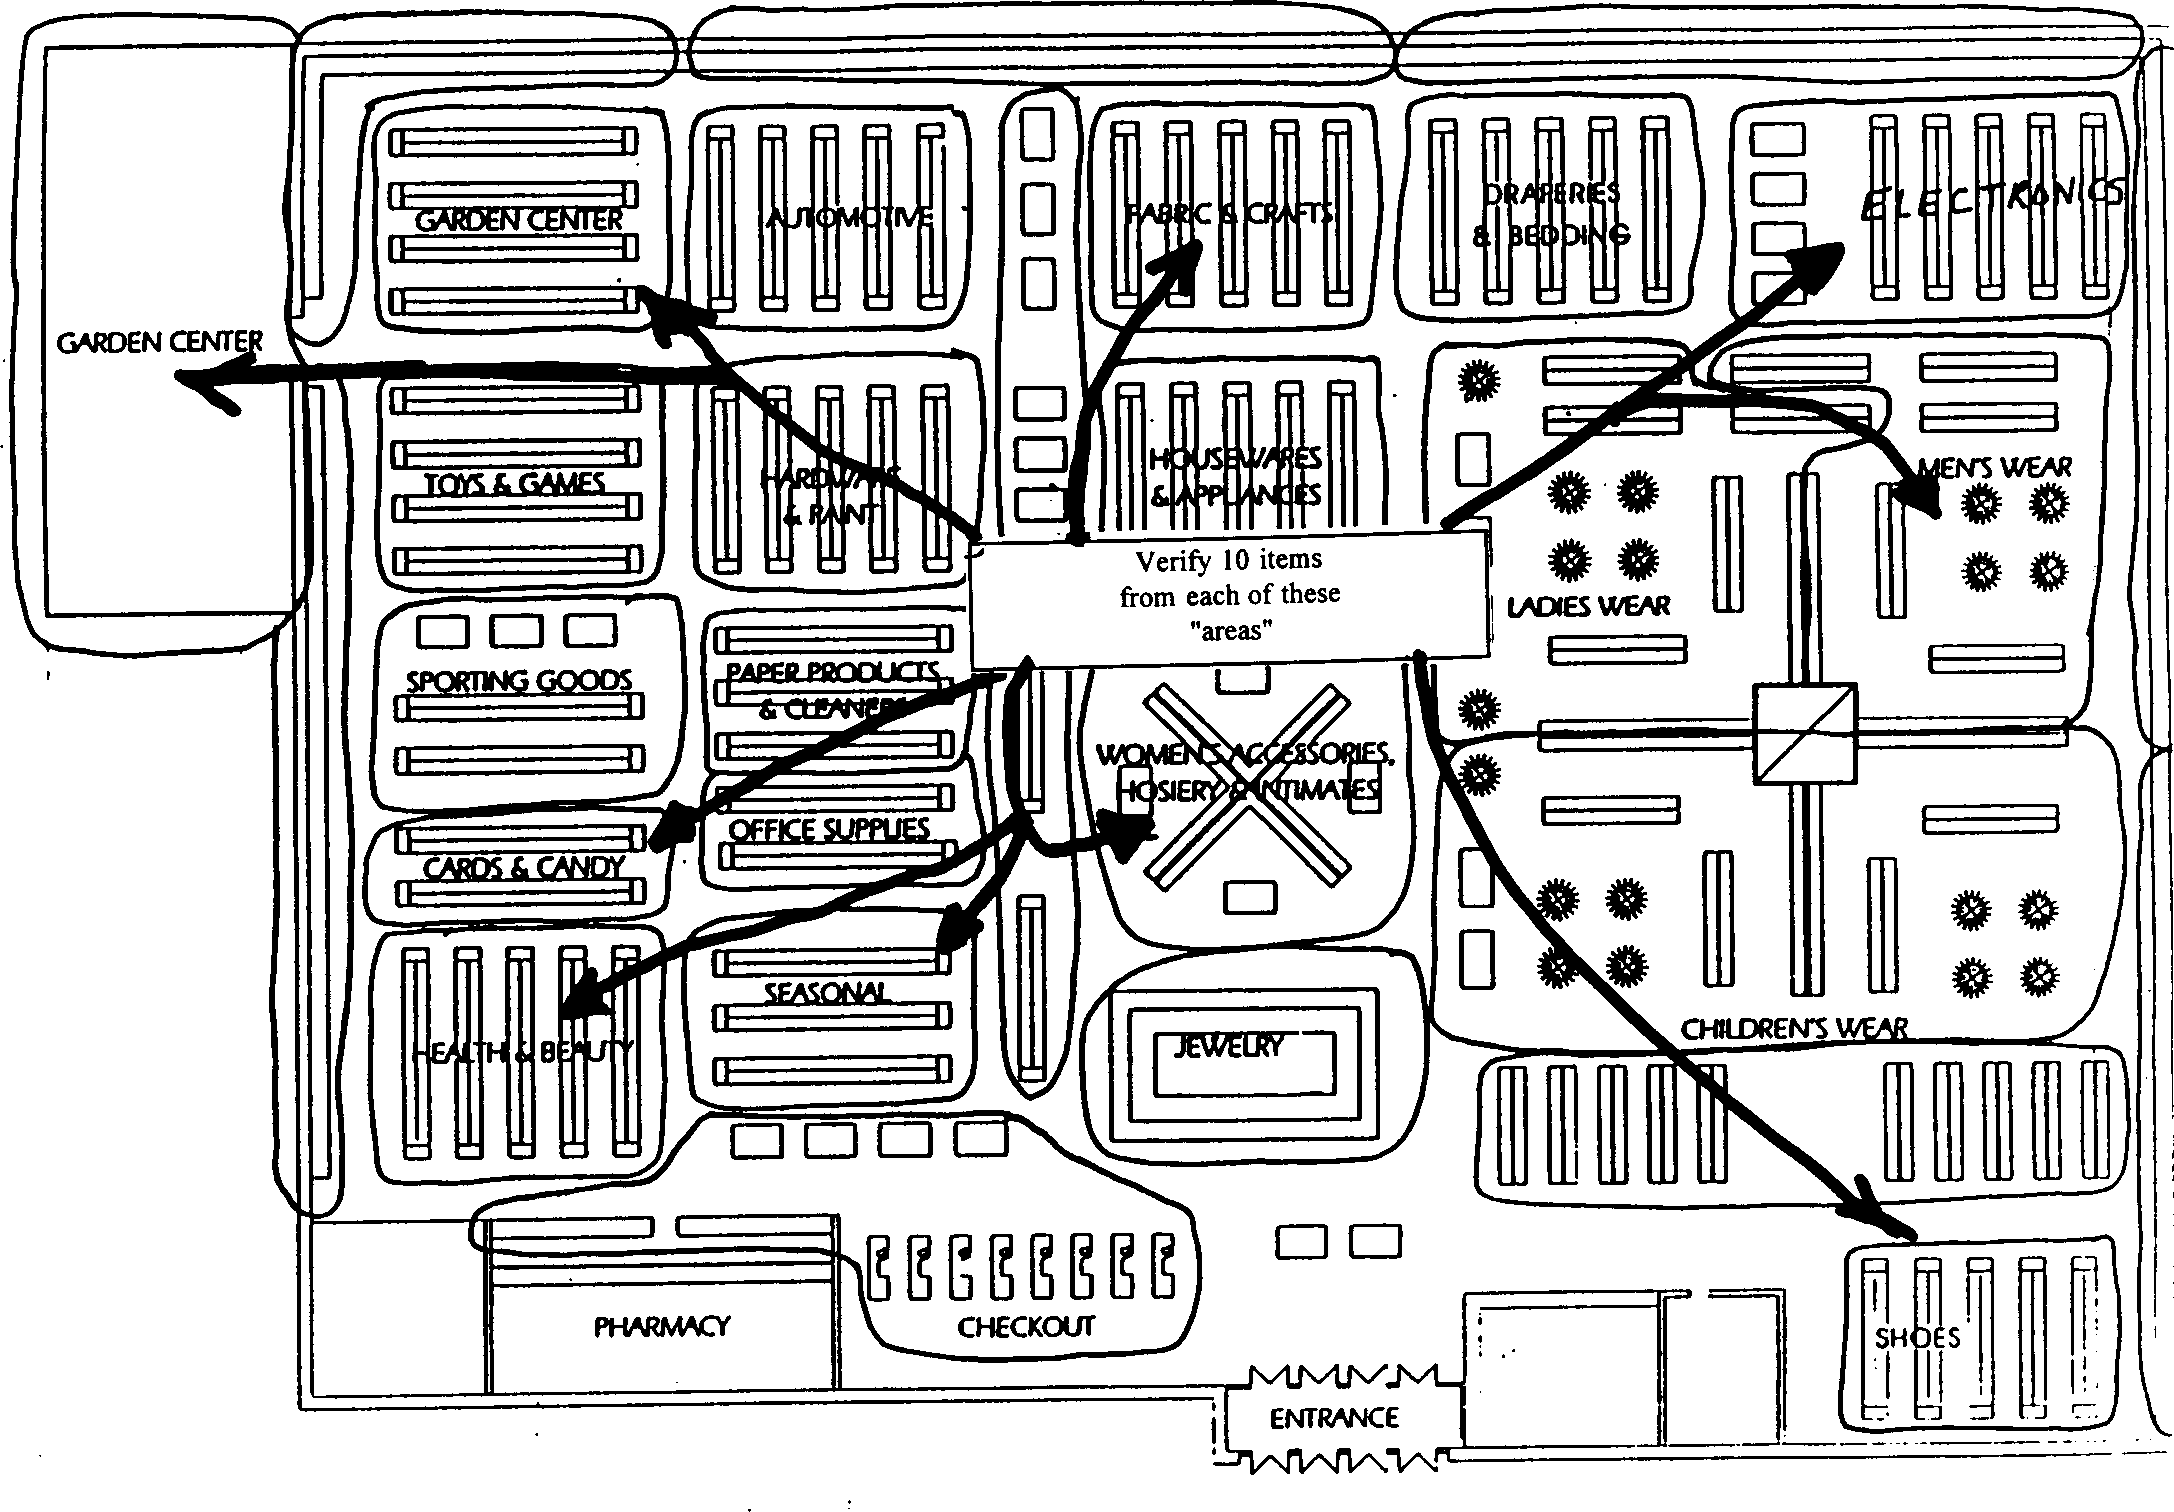 GARDEN CENTER
AUTOMOTIVE
FABRIC & CRAFTS
DRAPERIES
& BEDDING
ELECTRONICS
GARDEN CENTER
TOYS & GAMES
HARDWARE
& PAINT
HOUSEWARES
& APPLANCES
MEN'S WEAR
Verify 10 items
from each of these
"areas"
LADIES WEAR
SPORTING GOODS
PAPER PRODUCTS
& CLEANERS
WOMEN'S ACCESSORIES,
HOSIERY & INTIMATES
OFFICE SUPPLIES
CARDS & CANDY
SEASONAL
HEALTH & BEAUTY
JEWELRY
CHILDREN'S WEAR
PHARMACY
CHECKOUT
SHOES
ENTRANCE